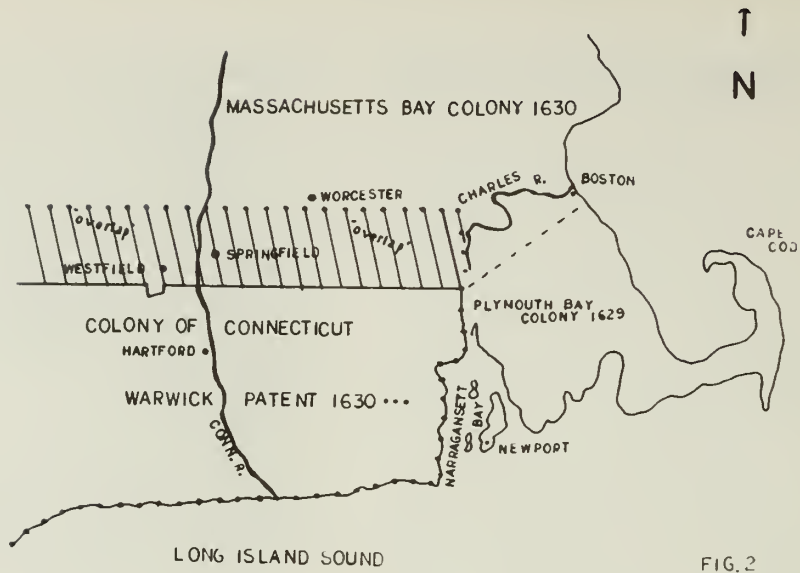 N
MASSACHUSETTS BAY COLONY 1630
CHARLES R.
BOSTON
WORCESTER
"overlap"
"overlap"
SPRINGFIELD
WESTFIELD
CAPE COD
PLYMOUTH BAY
COLONY 1629
COLONY OF CONNECTICUT
HARTFORD
WARWICK PATENT 1630 •••
NARRAGANSETT
BAY
NEWPORT
CONN. R.
LONG ISLAND SOUND
FIG. 2